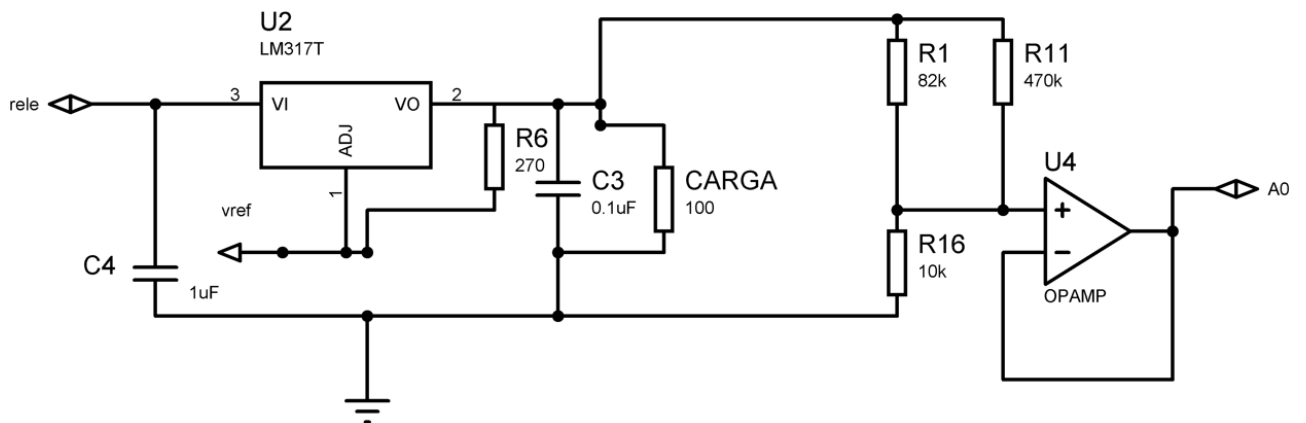 U2
LM317T
rele
3
VI
VO
2
ADJ
1
vref
R6
270
C3
0.1uF
CARGA
100
C4
1uF
R1
82k
R11
470k
R16
10k
U4
+
−
OPAMP
A0